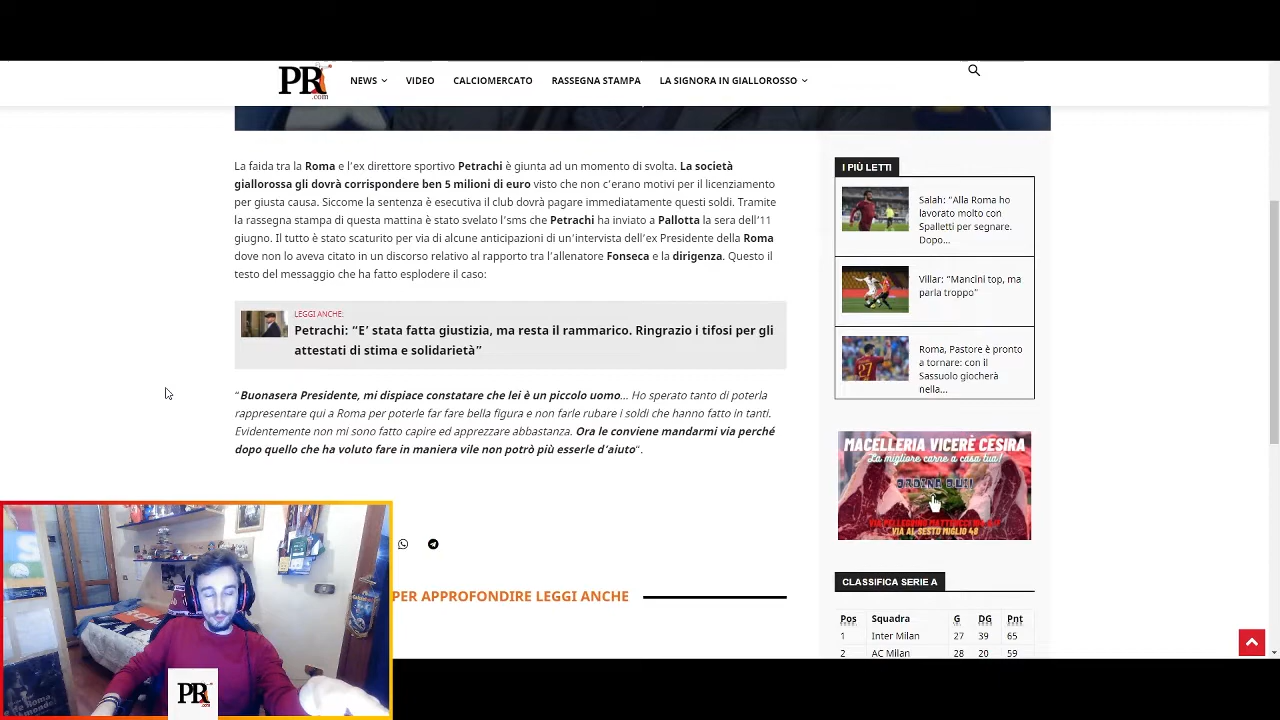 PR
.com
NEWS
VIDEO
CALCIOMERCATO
RASSEGNA STAMPA
LA SIGNORA IN GIALLOROSSO
La faida tra la Roma e l'ex direttore sportivo Petrachi è giunta ad un momento di svolta. La società
giallorossa gli dovrà corrispondere ben 5 milioni di euro visto che non c'erano motivi per il licenziamento
per giusta causa. Siccome la sentenza è esecutiva il club dovrà pagare immediatamente questi soldi. Tramite
la rassegna stampa di questa mattina è stato svelato l'sms che Petrachi ha inviato a Pallotta la sera dell'11
giugno. Il tutto è stato scaturito per via di alcune anticipazioni di un'intervista dell'ex Presidente della Roma
dove non lo aveva citato in un discorso relativo al rapporto tra l'allenatore Fonseca e la dirigenza. Questo il
testo del messaggio che ha fatto esplodere il caso:
LEGGI ANCHE:
Petrachi: "E' stata fatta giustizia, ma resta il rammarico. Ringrazio i tifosi per gli
attestati di stima e solidarietà"
"Buonasera Presidente, mi dispiace constatare che lei è un piccolo uomo... Ho sperato tanto di poterla
rappresentare qui a Roma per poterle far fare bella figura e non farle rubare i soldi che hanno fatto in tanti.
Evidentemente non mi sono fatto capire ed apprezzare abbastanza. Ora le conviene mandarmi via perché
dopo quello che ha voluto fare in maniera vile non potrò più esserle d'aiuto".
PER APPROFONDIRE LEGGI ANCHE
I PIÙ LETTI
Salah: "Alla Roma ho
lavorato molto con
Spalletti per segnare.
Dopo...
Villar: "Mancini top, ma
parla troppo"
Roma, Pastore è pronto
a tornare: con il
Sassuolo giocherà
nella...
MACELLERIA VICERÈ CESIRA
La migliore carne a casa tua!
ORDINA QUI!
VIA AL SESTO MIGLIO 48
CLASSIFICA SERIE A
Pos Squadra G DG Pnt
1 Inter Milan 27 39 65
2 AC Milan 28 20 59
PR
.com